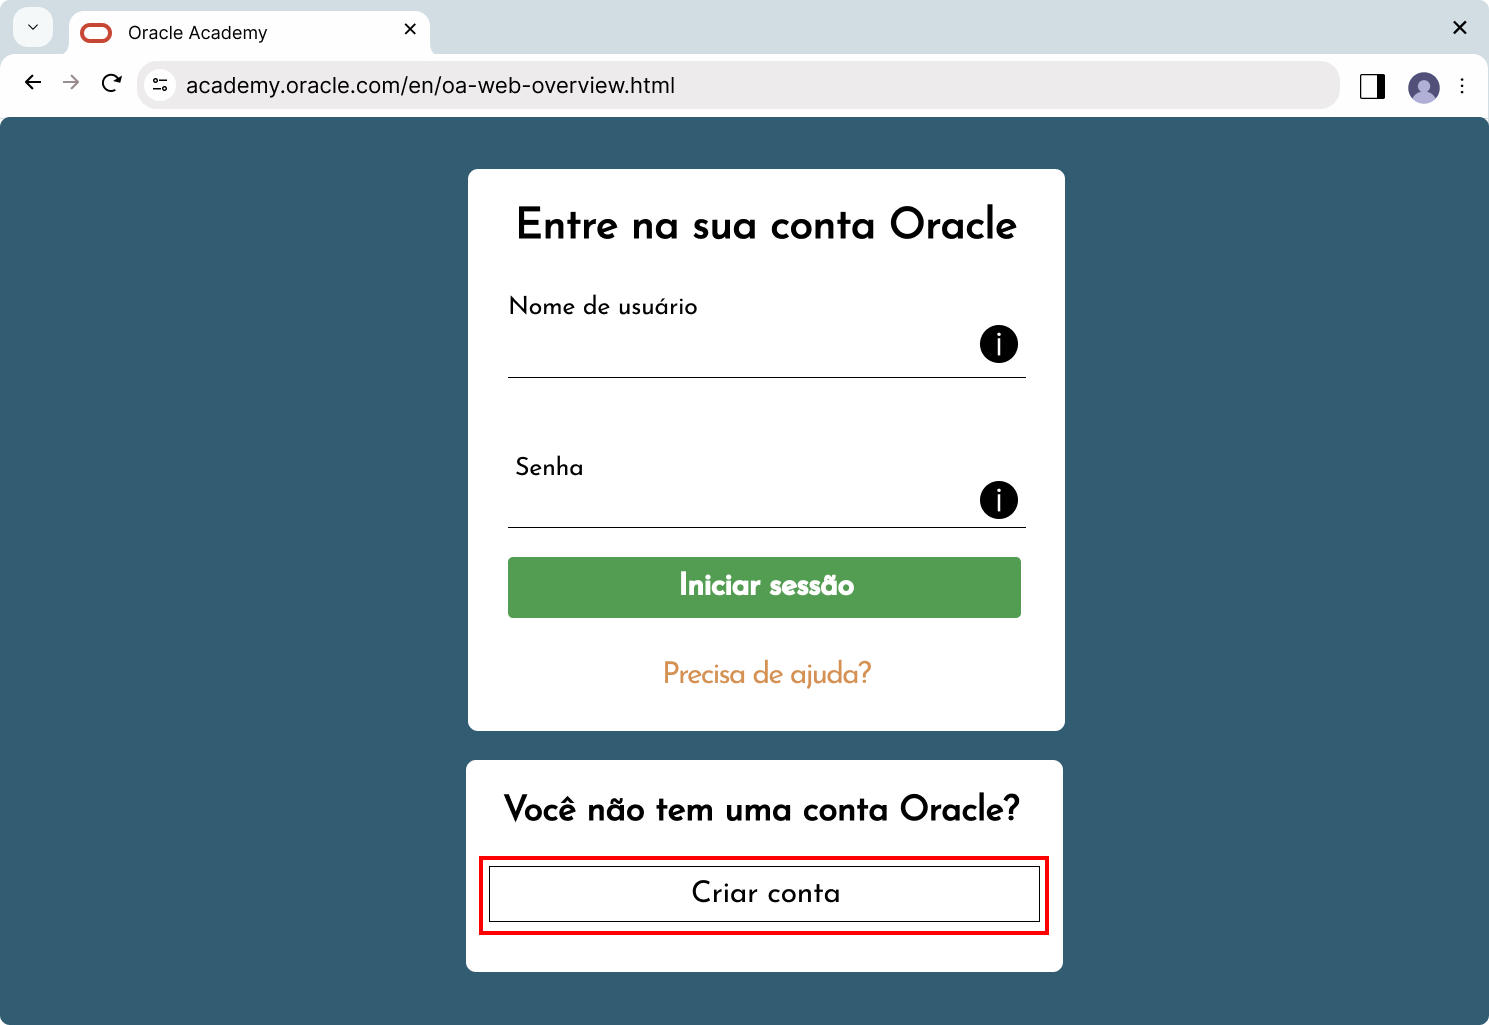 Oracle Academy
academy.oracle.com/en/oa-web-overview.html
Entre na sua conta Oracle
Nome de usuário
i
Senha
i
Iniciar sessão
Precisa de ajuda?
Você não tem uma conta Oracle?
Criar conta